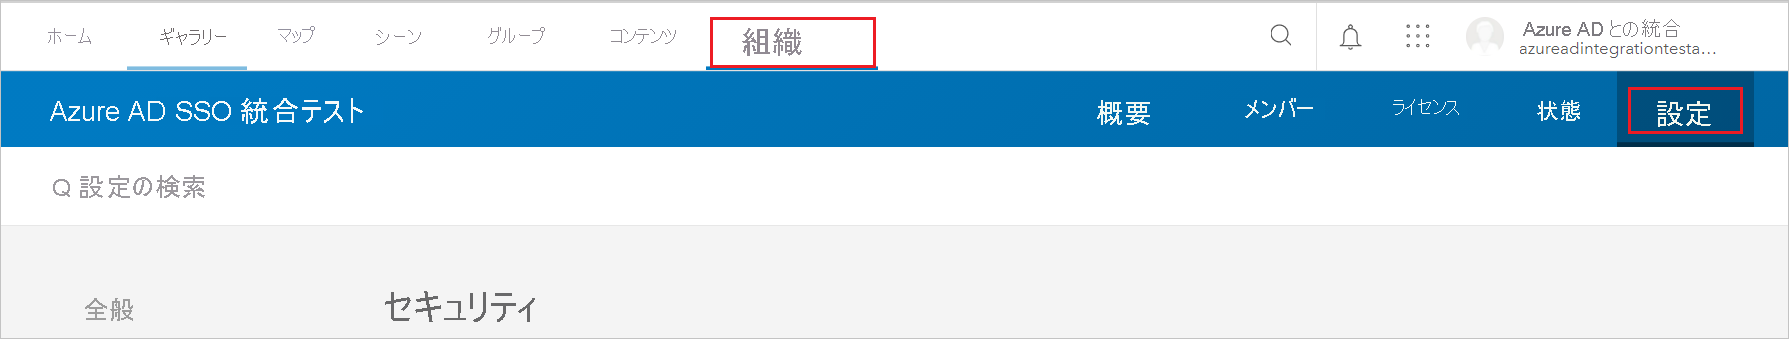 ホーム ギャラリー マップ シーン グループ コンテンツ 組織 Azure AD との統合
azureadintegrationtesta...
Azure AD SSO 統合テスト 概要 メンバー ライセンス 状態 設定
設定の検索
全般 セキュリティ